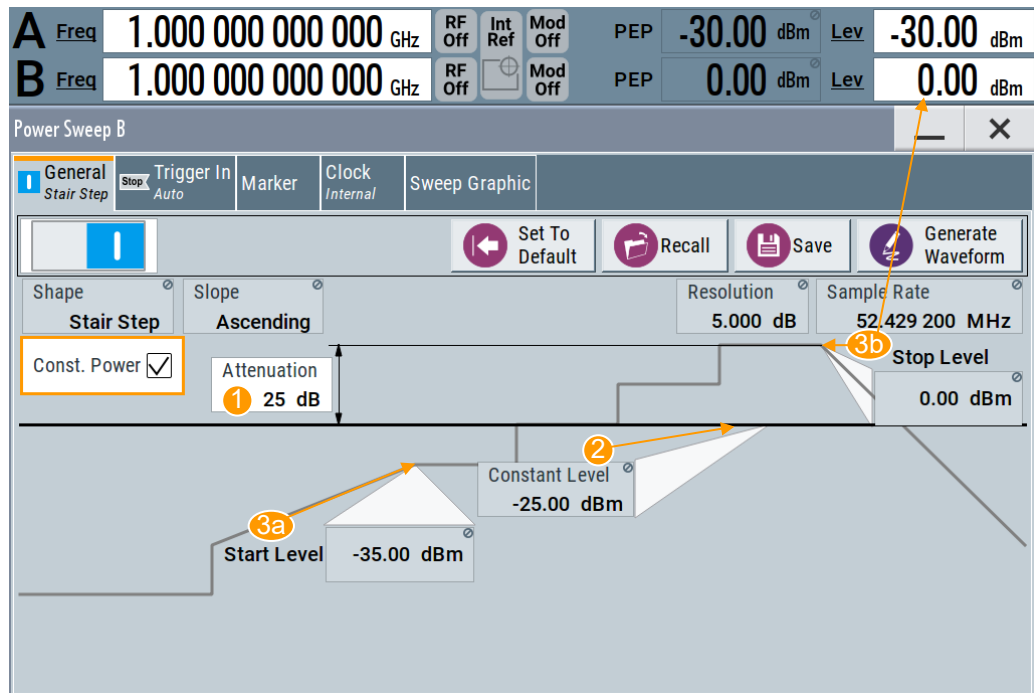 A Freq 1.000 000 000 000 GHz RF Off Int Ref Mod Off PEP -30.00 dBm Lev -30.00 dBm
B Freq 1.000 000 000 000 GHz RF Off Mod Off PEP 0.00 dBm Lev 0.00 dBm
Power Sweep B
General Stair Step
Stop Trigger In Auto
Marker
Clock Internal
Sweep Graphic
Set To Default
Recall
Save
Generate Waveform
Shape
Stair Step
Slope
Ascending
Resolution
5.000 dB
Sample Rate
52.429 200 MHz
Const. Power
Attenuation
1 25 dB
3b
Stop Level
0.00 dBm
2
Constant Level
-25.00 dBm
3a
Start Level -35.00 dBm